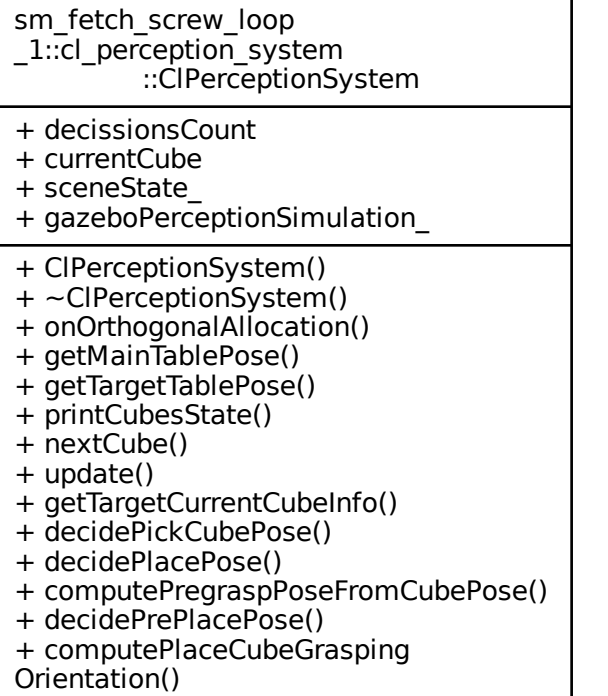 sm_fetch_screw_loop
_1::cl_perception_system
::ClPerceptionSystem
+ decissionsCount
+ currentCube
+ sceneState_
+ gazeboPerceptionSimulation_
+ ClPerceptionSystem()
+ ~ClPerceptionSystem()
+ onOrthogonalAllocation()
+ getMainTablePose()
+ getTargetTablePose()
+ printCubesState()
+ nextCube()
+ update()
+ getTargetCurrentCubeInfo()
+ decidePickCubePose()
+ decidePlacePose()
+ computePregraspPoseFromCubePose()
+ decidePrePlacePose()
+ computePlaceCubeGrasping
Orientation()